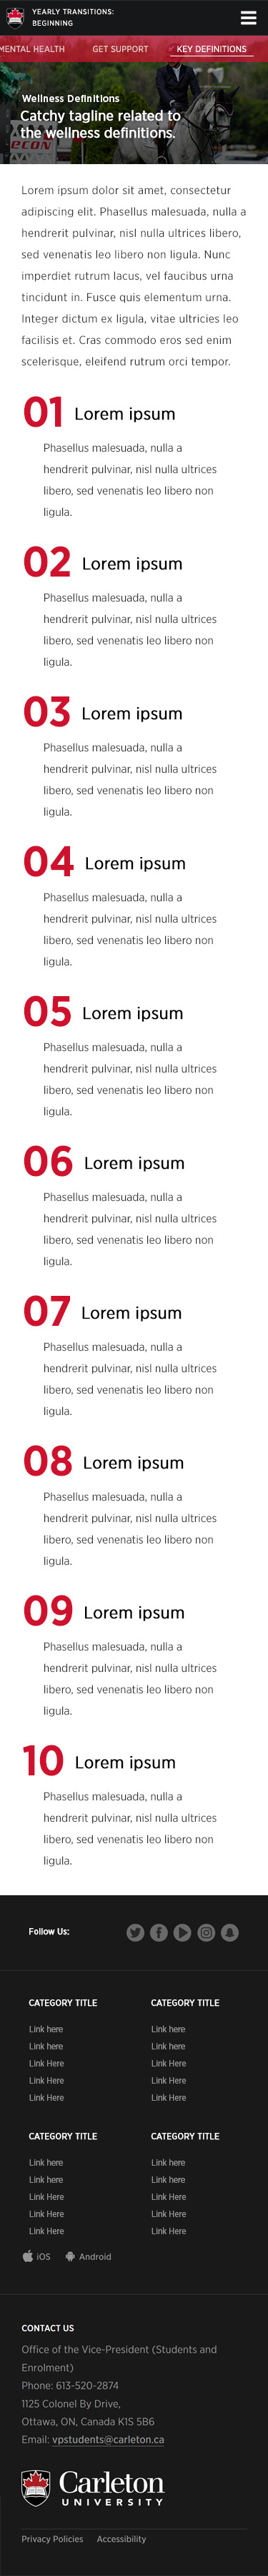 YEARLY TRANSITIONS:
BEGINNING
MENTAL HEALTH GET SUPPORT KEY DEFINITIONS
Wellness Definitions
Catchy tagline related to
the wellness definitions.
econ
Lorem ipsum dolor sit amet, consectetur
adipiscing elit. Phasellus malesuada, nulla a
hendrerit pulvinar, nisl nulla ultrices libero,
sed venenatis leo libero non ligula. Nunc
imperdiet rutrum lacus, vel faucibus urna
tincidunt in. Fusce quis elementum urna.
Integer dictum ex ligula, vitae ultricies leo
facilisis et. Cras commodo eros sed enim
scelerisque, eleifend rutrum orci tempor.
01 Lorem ipsum
Phasellus malesuada, nulla a
hendrerit pulvinar, nisl nulla ultrices
libero, sed venenatis leo libero non
ligula.
02 Lorem ipsum
Phasellus malesuada, nulla a
hendrerit pulvinar, nisl nulla ultrices
libero, sed venenatis leo libero non
ligula.
03 Lorem ipsum
Phasellus malesuada, nulla a
hendrerit pulvinar, nisl nulla ultrices
libero, sed venenatis leo libero non
ligula.
04 Lorem ipsum
Phasellus malesuada, nulla a
hendrerit pulvinar, nisl nulla ultrices
libero, sed venenatis leo libero non
ligula.
05 Lorem ipsum
Phasellus malesuada, nulla a
hendrerit pulvinar, nisl nulla ultrices
libero, sed venenatis leo libero non
ligula.
06 Lorem ipsum
Phasellus malesuada, nulla a
hendrerit pulvinar, nisl nulla ultrices
libero, sed venenatis leo libero non
ligula.
07 Lorem ipsum
Phasellus malesuada, nulla a
hendrerit pulvinar, nisl nulla ultrices
libero, sed venenatis leo libero non
ligula.
08 Lorem ipsum
Phasellus malesuada, nulla a
hendrerit pulvinar, nisl nulla ultrices
libero, sed venenatis leo libero non
ligula.
09 Lorem ipsum
Phasellus malesuada, nulla a
hendrerit pulvinar, nisl nulla ultrices
libero, sed venenatis leo libero non
ligula.
10 Lorem ipsum
Phasellus malesuada, nulla a
hendrerit pulvinar, nisl nulla ultrices
libero, sed venenatis leo libero non
ligula.
Follow Us:
CATEGORY TITLE CATEGORY TITLE
Link here Link here
Link here Link here
Link Here Link Here
Link Here Link Here
Link Here Link Here
CATEGORY TITLE CATEGORY TITLE
Link here Link here
Link here Link here
Link Here Link Here
Link Here Link Here
Link Here Link Here
iOS Android
CONTACT US
Office of the Vice-President (Students and
Enrolment)
Phone: 613-520-2874
1125 Colonel By Drive,
Ottawa, ON, Canada K1S 5B6
Email: vpstudents@carleton.ca
Carleton
UNIVERSITY
Privacy Policies Accessibility